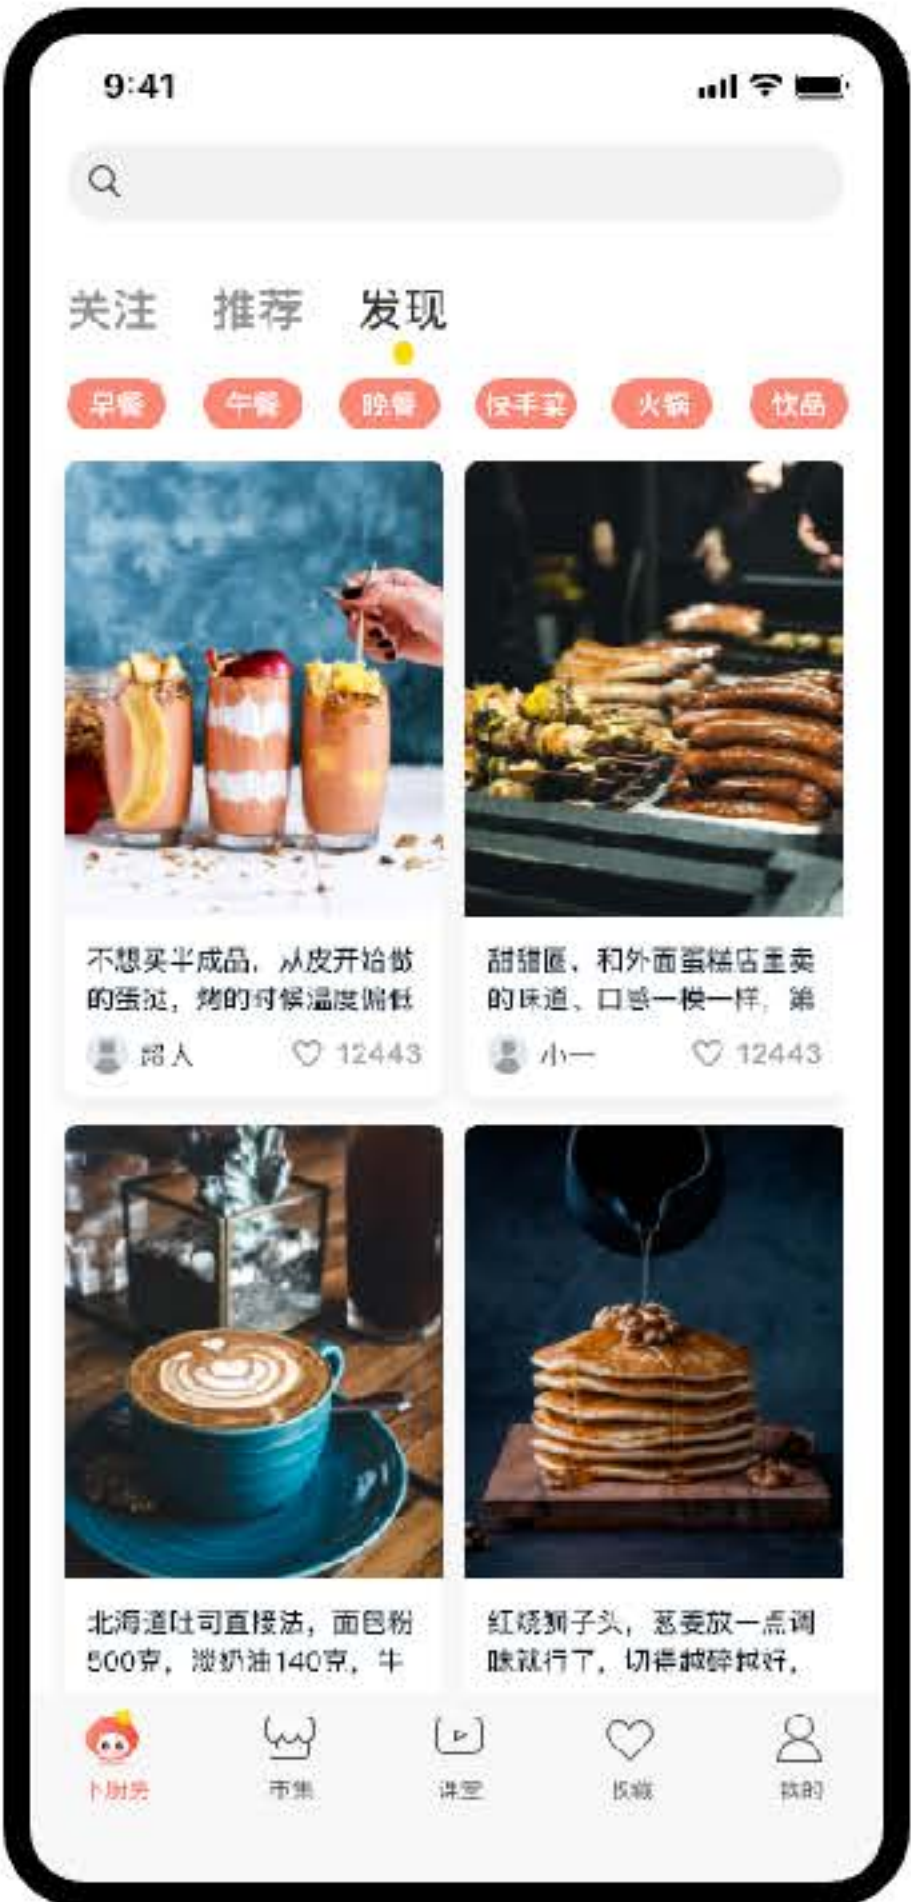 9:41
关注 推荐 发现
早餐 午餐 晚餐 快手菜 火锅 饮品
不想买半成品，从皮开始做
的蛋挞，烤的时候温度偏低
甜甜圈、和外面蛋糕店里卖
的味道、口感一模一样，第
超人 12443
小一 12443
北海道吐司直接法，面包粉
500克，淡奶油140克，牛
红烧狮子头，葱姜放一点调
味就行了，切得越碎越好，
卜厨房 市集 课堂 收藏 我的